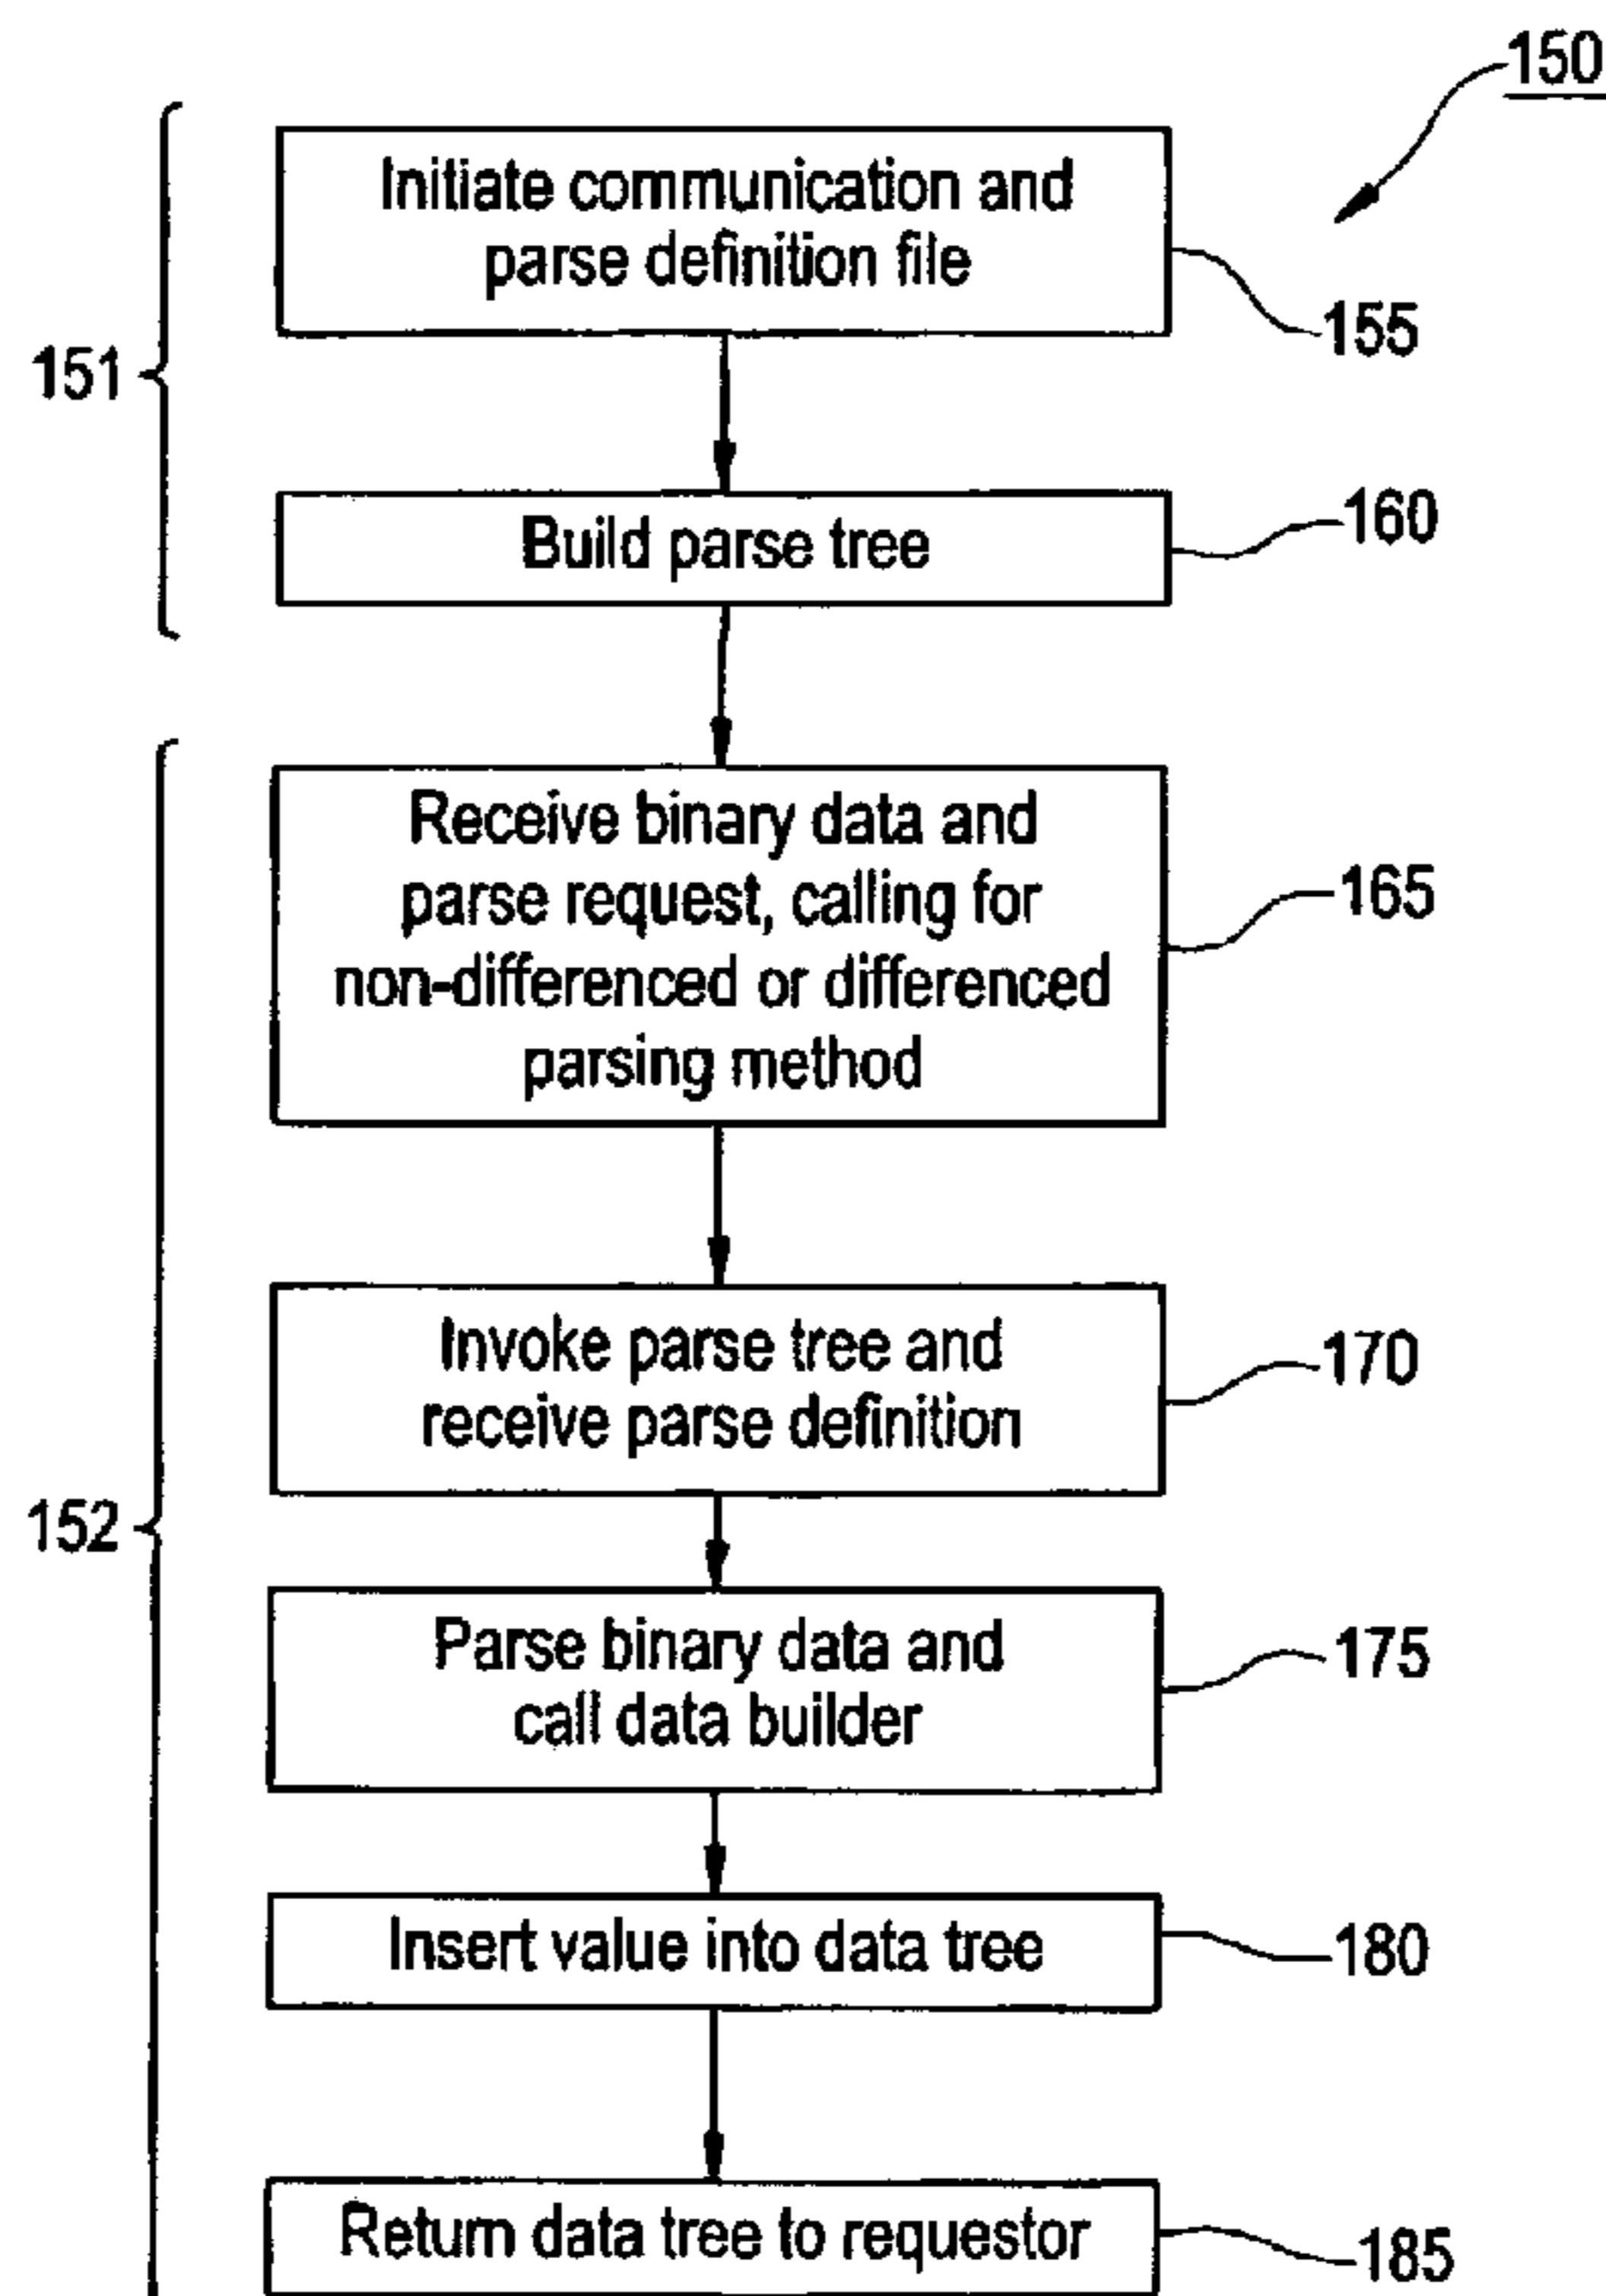 150
Initiate communication and
parse definition file
155
151
Build parse tree
160
Receive binary data and
parse request, calling for
non-differenced or differenced
parsing method
165
Invoke parse tree and
receive parse definition
170
152
Parse binary data and
call data builder
175
Insert value into data tree
180
Return data tree to requestor
185